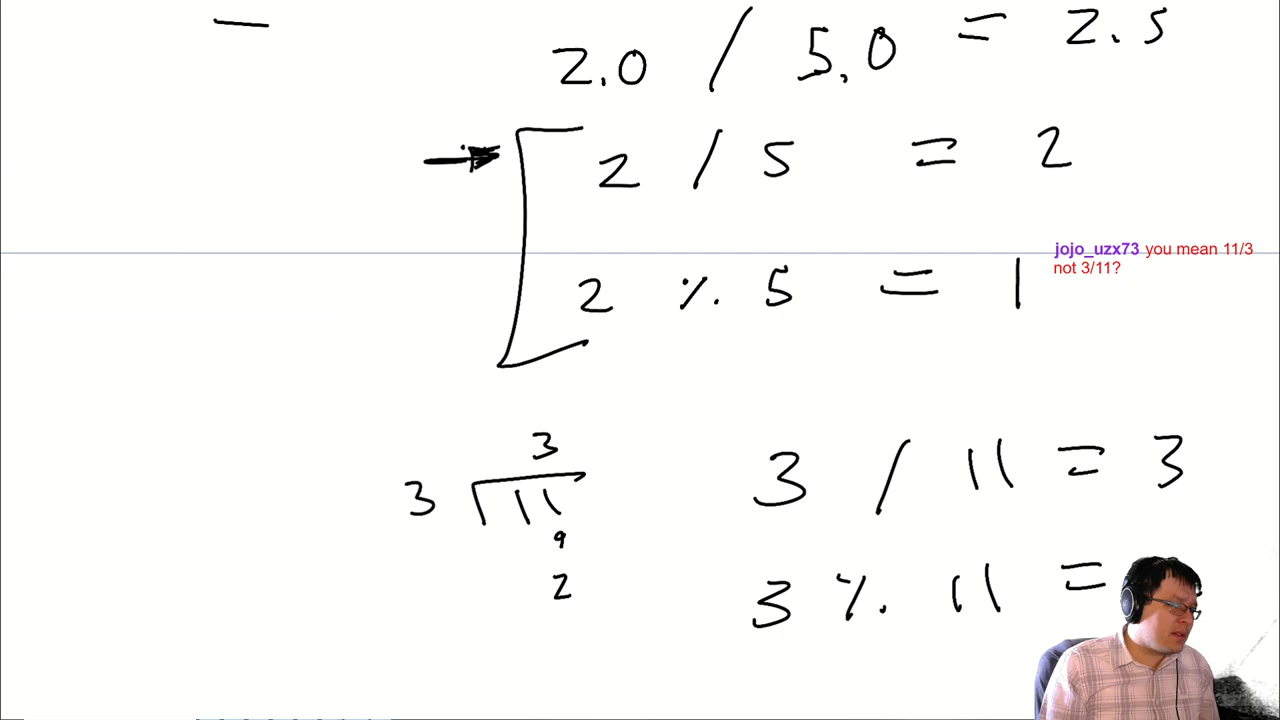 2.0 / 5.0 = 2.5
2 / 5 = 2
jojo_uzx73 you mean 11/3
not 3/11?
2 % 5 = 1
3
3 11
9
2
3 / 11 = 3
3 % 11 =